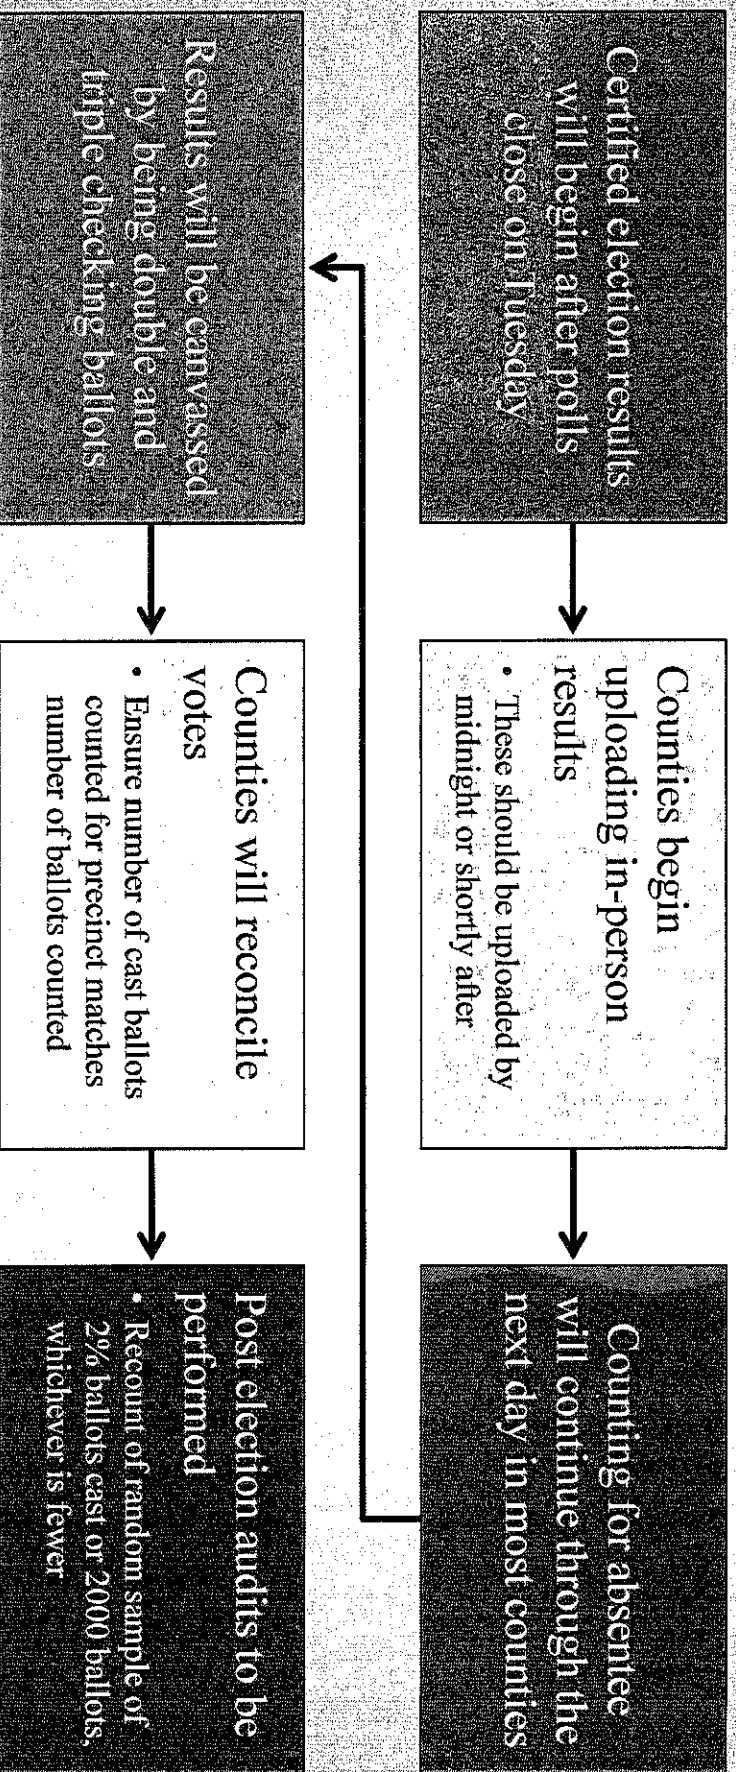 Certified election results
will begin after polls
close on Tuesday
Counties begin
uploading in-person
results
• These should be uploaded by
midnight or shortly after
Counting for absentee
will continue through the
next day in most counties
Results will be canvassed
by being double and
triple checking ballots
Counties will reconcile
votes
• Ensure number of cast ballots
counted for precinct matches
number of ballots counted
Post election audits to be
performed
• Recount of random sample of
2% ballots cast or 2000 ballots,
whichever is fewer